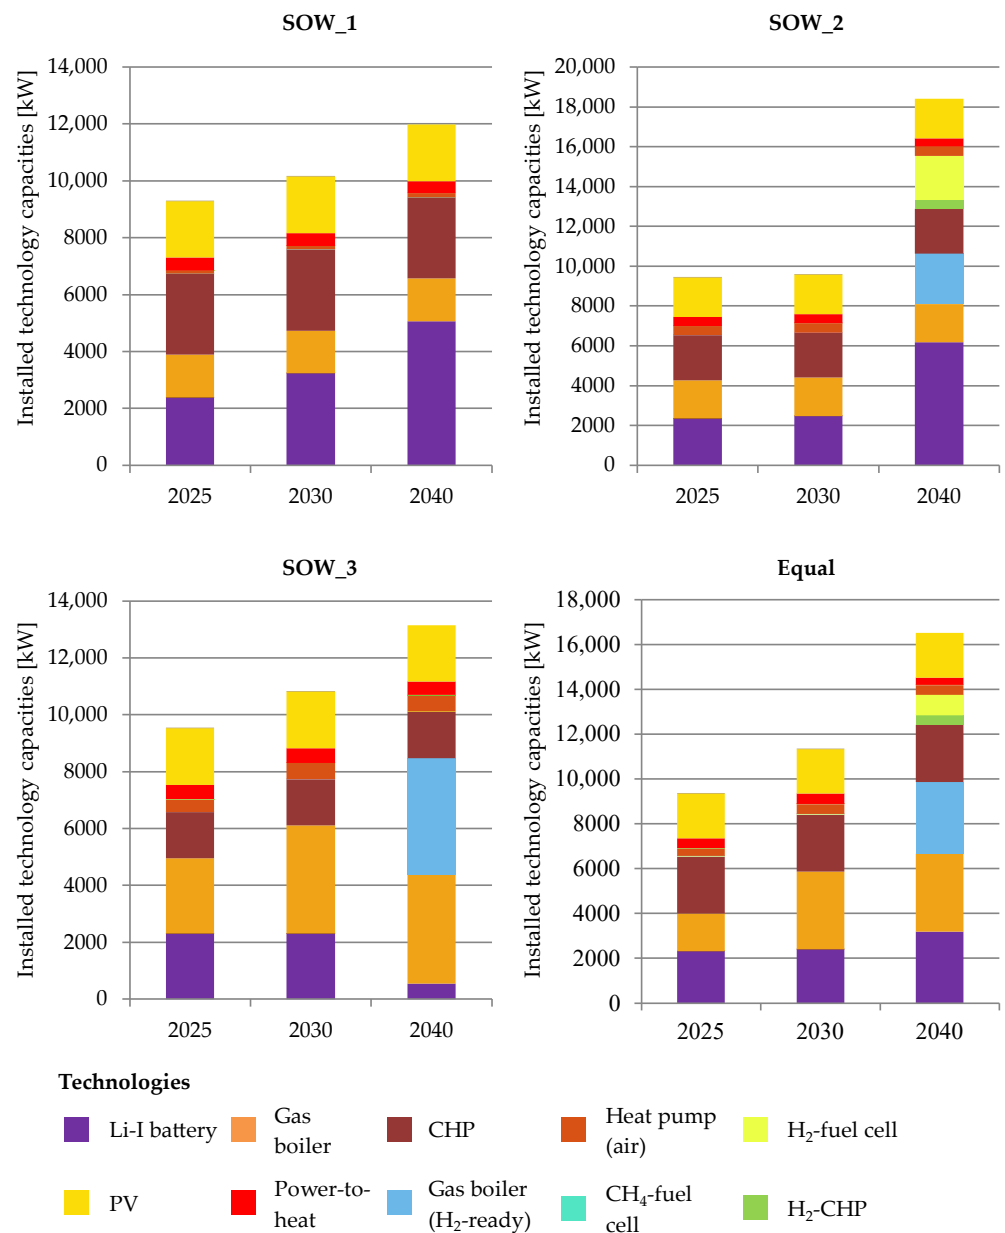 SOW_1
Installed technology capacities [kW]
14,000
12,000
10,000
8000
6000
4000
2000
0
2025 2030 2040
SOW_2
Installed technology capacities [kW]
20,000
18,000
16,000
14,000
12,000
10,000
8000
6000
4000
2000
0
2025 2030 2040
SOW_3
Installed technology capacities [kW]
14,000
12,000
10,000
8000
6000
4000
2000
0
2025 2030 2040
Equal
Installed technology capacities [kW]
18,000
16,000
14,000
12,000
10,000
8000
6000
4000
2000
0
2025 2030 2040
Technologies
Li-I battery
Gas
boiler
CHP
Heat pump
(air)
H₂-fuel cell
PV
Power-to-
heat
Gas boiler
(H₂-ready)
CH₄-fuel
cell
H₂-CHP